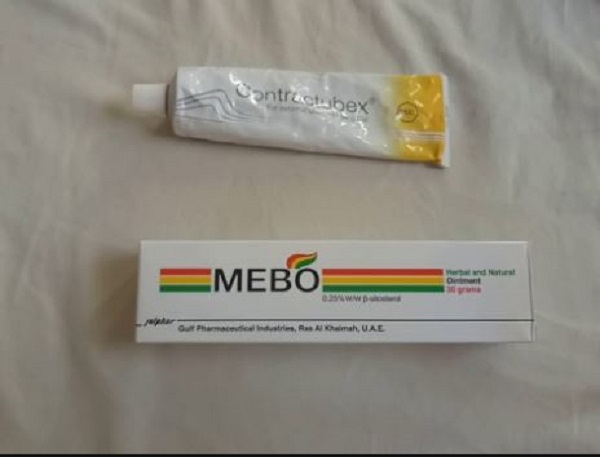 Contractubex®
MEBO
0.25% w/w β-sitosterol
Herbal and Natural
Ointment
30 grams
julphar
Gulf Pharmaceutical Industries, Ras Al Khaimah, U.A.E.